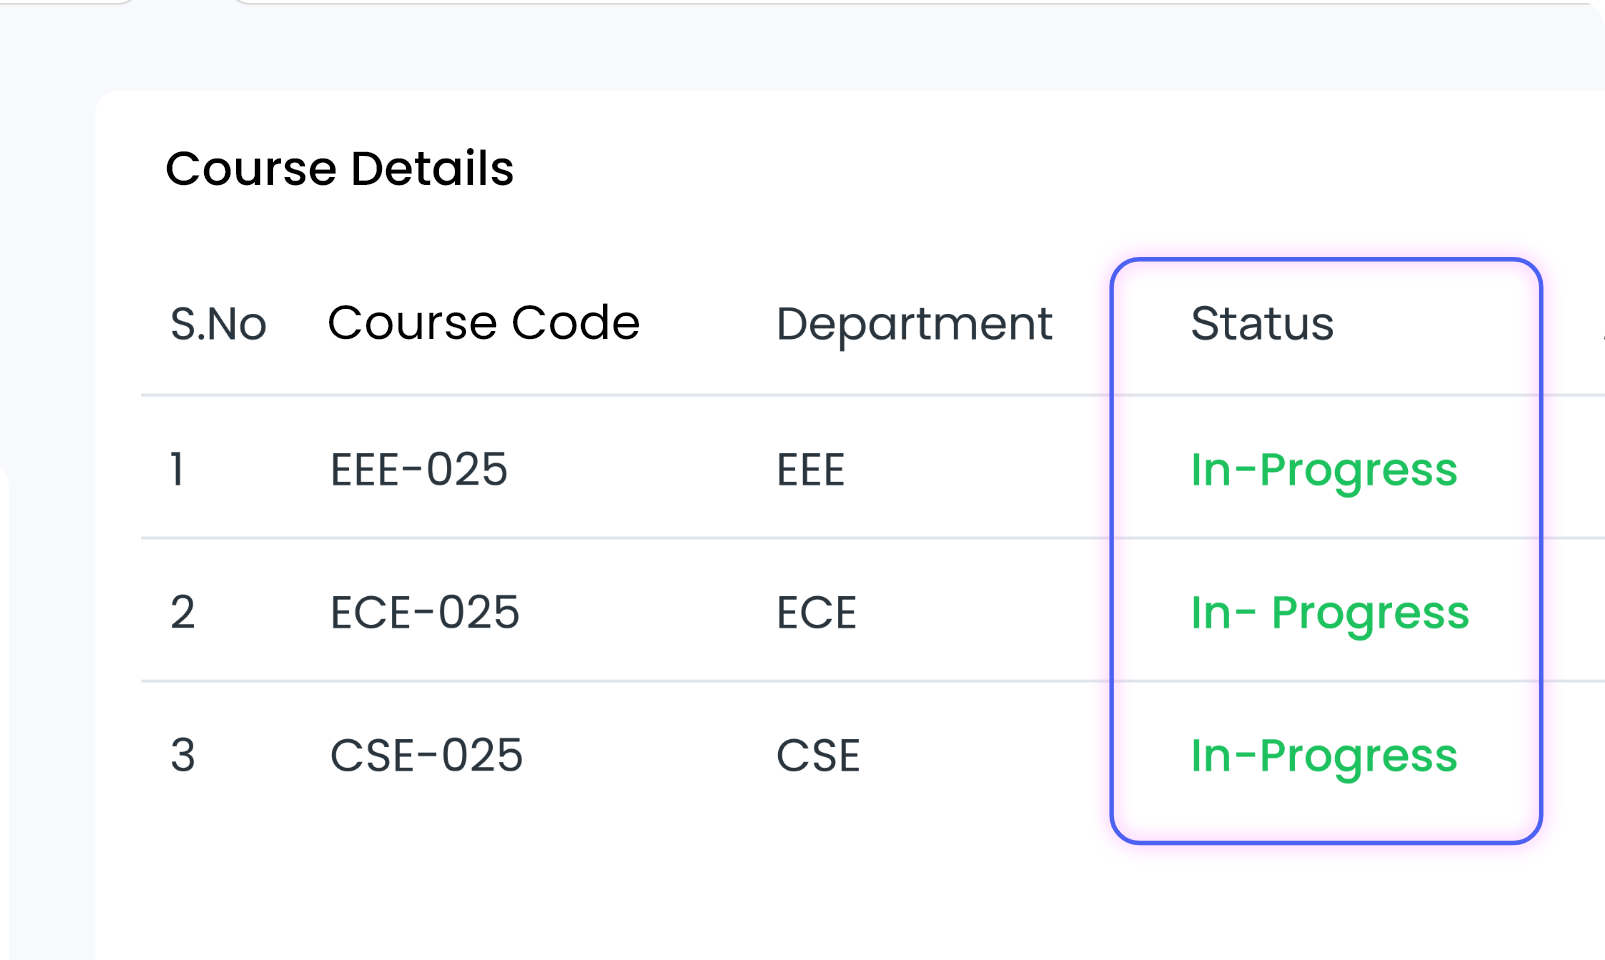 Course Details
S.No Course Code Department Status
1 EEE-025 EEE In-Progress
2 ECE-025 ECE In- Progress
3 CSE-025 CSE In-Progress